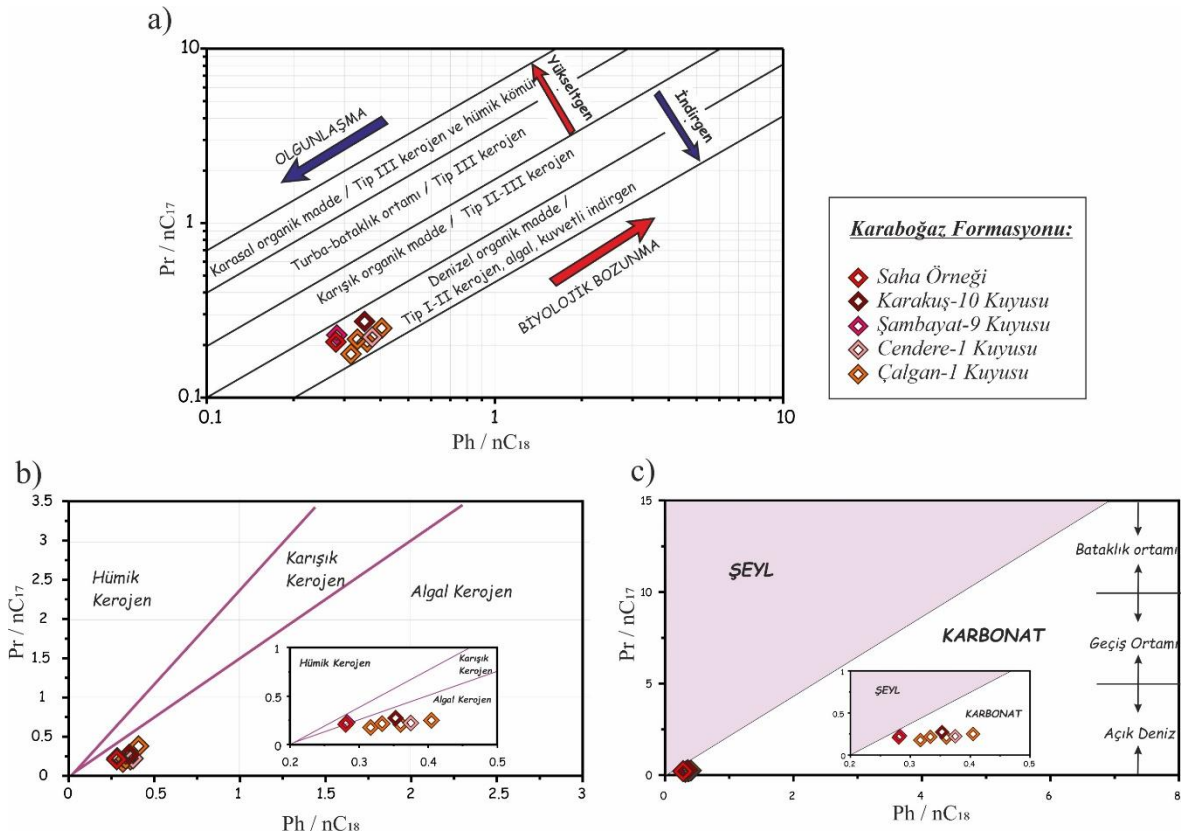 a)
10
1
0.1
Pr / nC₁₇
OLGUNLAŞMA
Yükseltgen
İndirgen
Karasal organik madde / Tip III kerojen ve hümik kömür
Turba-bataklık ortamı / Tip III kerojen
Karışık organik madde / Tip II-III kerojen
Denizel organik madde /
Tip I-II kerojen, algal, kuvvetli indirgen
BİYOLOJİK BOZUNMA
0.1
1
10
Ph / nC₁₈
Karaboğaz Formasyonu:
Saha Örneği
Karakuş-10 Kuyusu
Şambayat-9 Kuyusu
Cendere-1 Kuyusu
Çalgan-1 Kuyusu
b)
3.5
3
2.5
2
1.5
1
0.5
0
Pr / nC₁₇
Hümik
Kerojen
Karışık
Kerojen
Algal Kerojen
1
0.5
0
Hümik Kerojen
Karışık
Kerojen
Algal Kerojen
0.2
0.3
0.4
0.5
0
0.5
1
1.5
2
2.5
3
Ph / nC₁₈
c)
15
10
5
0
Pr / nC₁₇
ŞEYL
KARBONAT
Bataklık ortamı
Geçiş Ortamı
Açık Deniz
1
0.5
0
ŞEYL
KARBONAT
0.2
0.3
0.4
0.5
2
4
6
8
Ph / nC₁₈